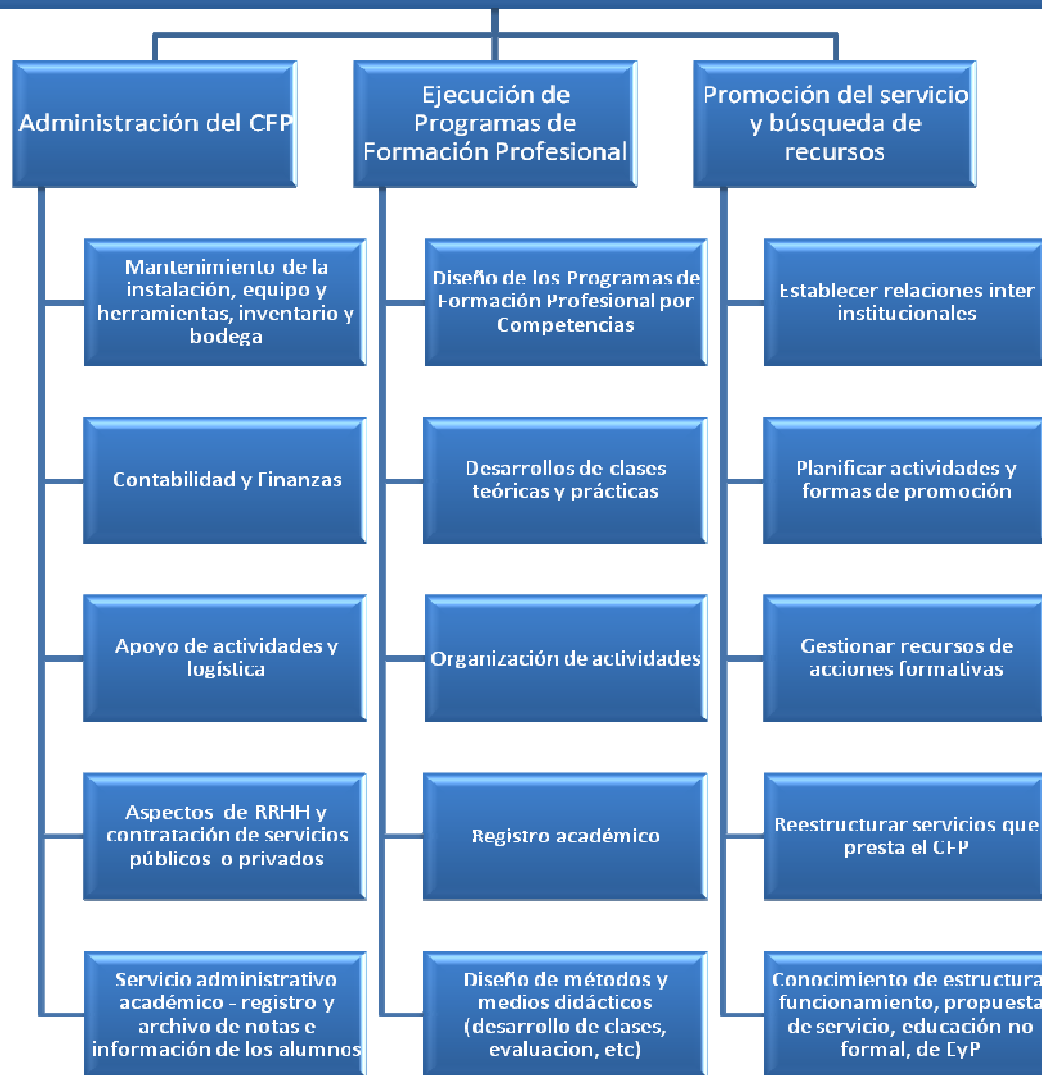 Administración del CFP
Ejecución de
Programas de
Formación Profesional
Promoción del servicio
y búsqueda de
recursos
Mantenimiento de la
instalación, equipo y
herramientas, inventario y
bodega
Contabilidad y Finanzas
Apoyo de actividades y
logística
Aspectos de RRHH y
contratación de servicios
públicos o privados
Servicio administrativo
académico - registro y
archivo de notas e
información de los alumnos
Diseño de los Programas de
Formación Profesional por
Competencias
Desarrollos de clases
teóricas y prácticas
Organización de actividades
Registro académico
Diseño de métodos y
medios didácticos
(desarrollo de clases,
evaluacion, etc)
Establecer relaciones inter
institucionales
Planificar actividades y
formas de promoción
Gestionar recursos de
acciones formativas
Reestructurar servicios que
presta el CFP
Conocimiento de estructura
funcionamiento, propuesta
de servicio, educación no
formal, de EyP